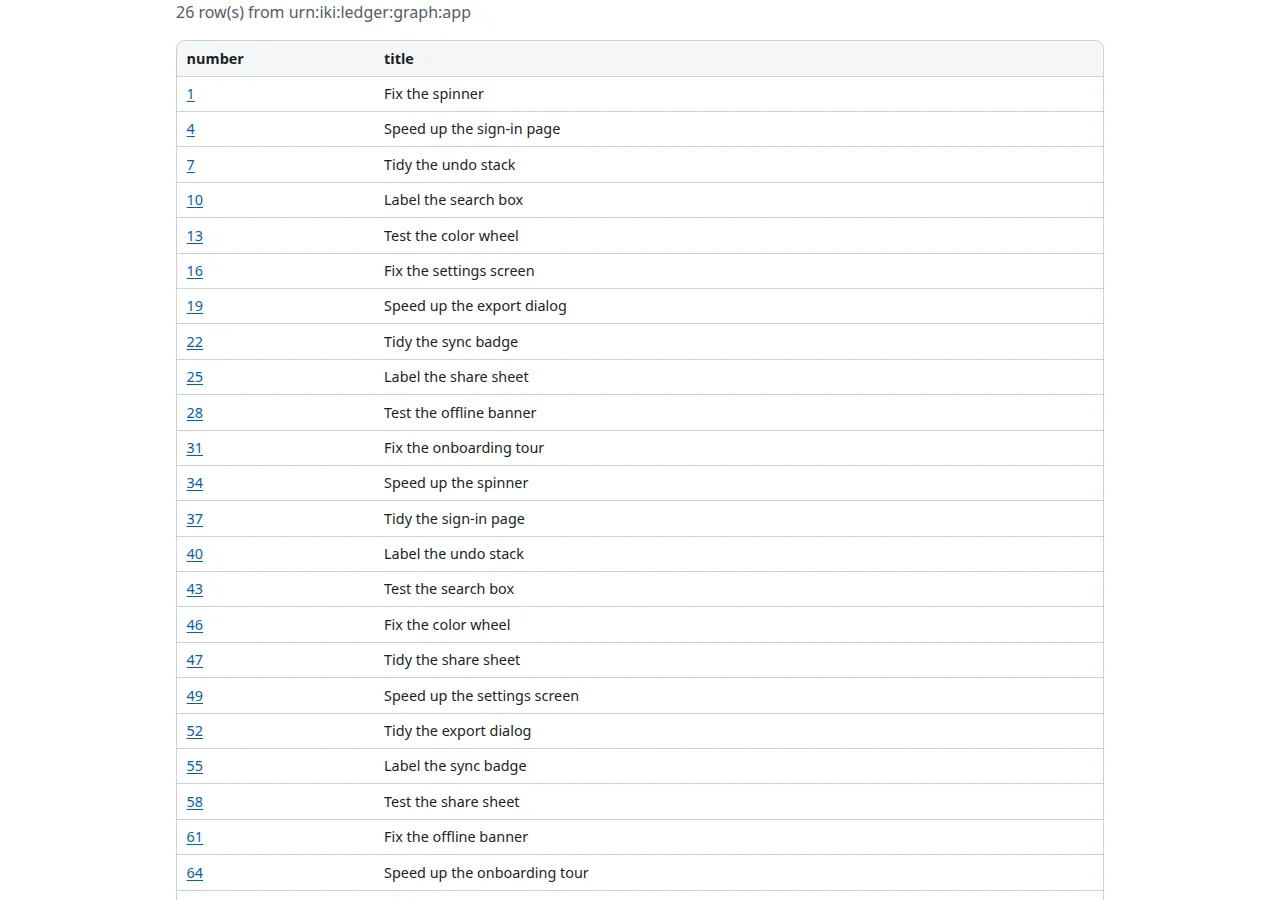 26 row(s) from urn:iki:ledger:graph:app
number title
1 Fix the spinner
4 Speed up the sign-in page
7 Tidy the undo stack
10 Label the search box
13 Test the color wheel
16 Fix the settings screen
19 Speed up the export dialog
22 Tidy the sync badge
25 Label the share sheet
28 Test the offline banner
31 Fix the onboarding tour
34 Speed up the spinner
37 Tidy the sign-in page
40 Label the undo stack
43 Test the search box
46 Fix the color wheel
47 Tidy the share sheet
49 Speed up the settings screen
52 Tidy the export dialog
55 Label the sync badge
58 Test the share sheet
61 Fix the offline banner
64 Speed up the onboarding tour